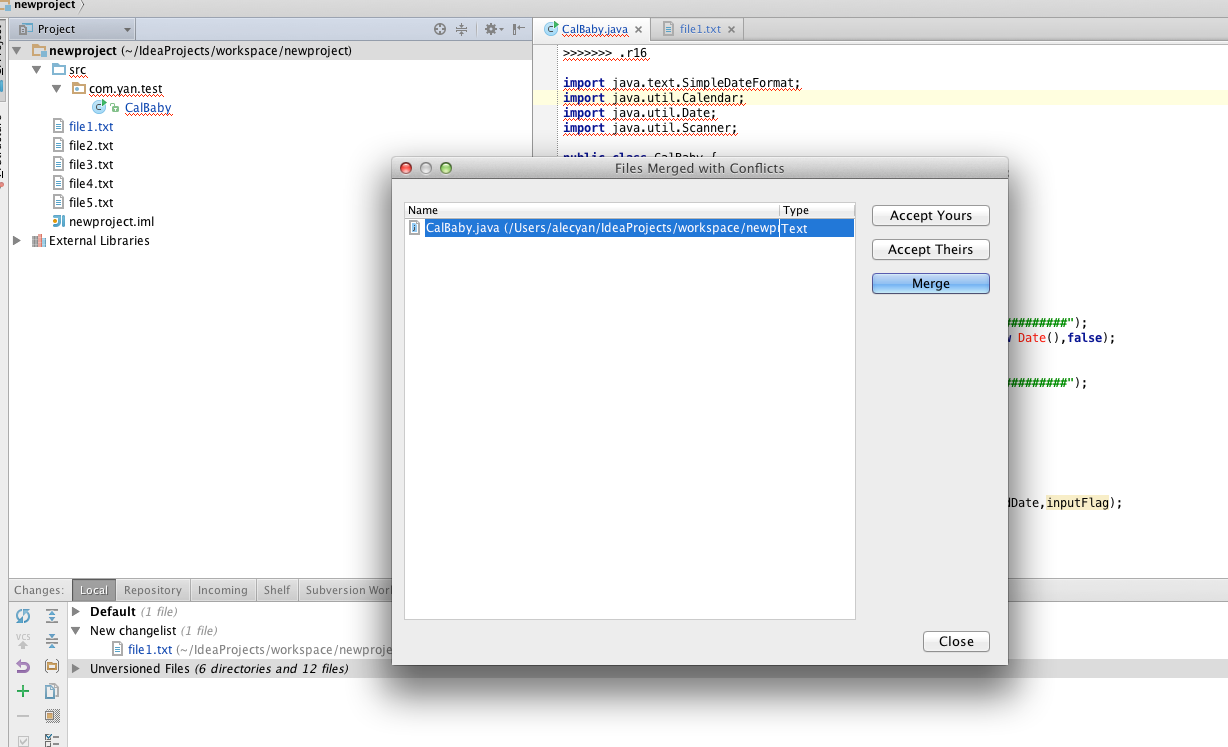 newproject
Project
CalBaby.java
file1.txt
newproject (~/IdeaProjects/workspace/newproject)
src
com.yan.test
CalBaby
file1.txt
file2.txt
file3.txt
file4.txt
file5.txt
newproject.iml
External Libraries
>>>>>>> .r16
import java.text.SimpleDateFormat;
import java.util.Calendar;
import java.util.Date;
import java.util.Scanner;
public class CalBaby {
Files Merged with Conflicts
Name Type
CalBaby.java (/Users/alecyan/IdeaProjects/workspace/newp Text
Accept Yours
Accept Theirs
Merge
Close
#########");
Date(),false);
#########");
dDate,inputFlag);
Changes: Local Repository Incoming Shelf Subversion Wor
Default (1 file)
New changelist (1 file)
file1.txt (~/IdeaProjects/workspace/newproje
Unversioned Files (6 directories and 12 files)
VCS